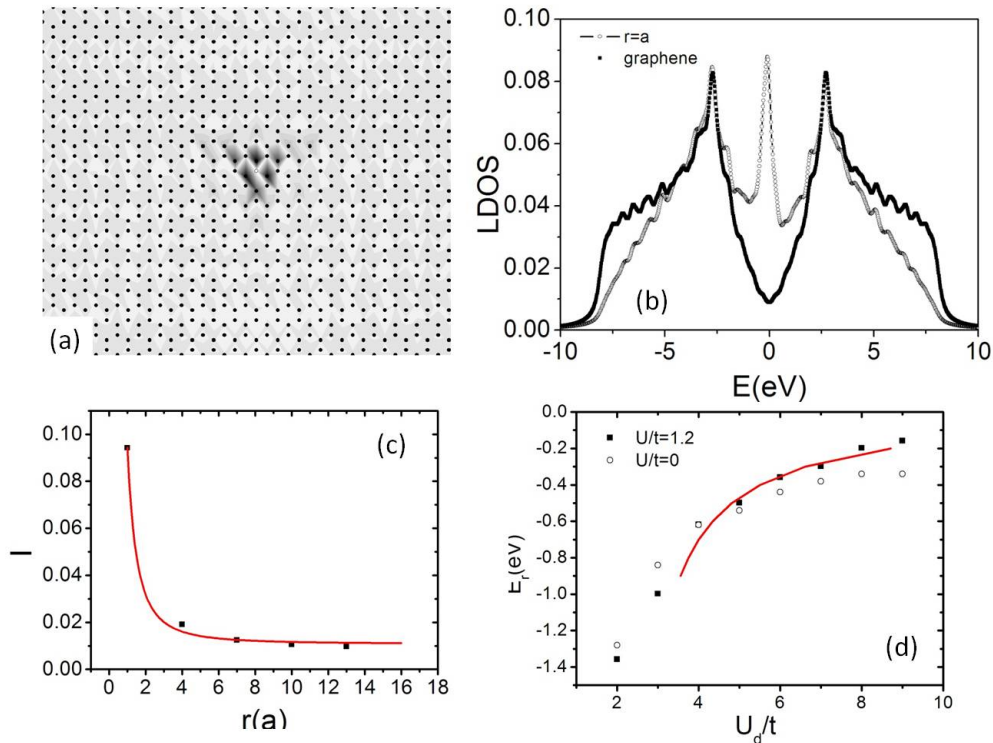 (a)
0.10
0.08
0.06
0.04
0.02
0.00
LDOS
r=a
graphene
(b)
-10
-5
0
5
10
E(eV)
0.10
0.08
0.06
0.04
0.02
0.00
I
(c)
0
2
4
6
8
10
12
14
16
18
r(a)
0.0
-0.2
-0.4
-0.6
-0.8
-1.0
-1.2
-1.4
E_r(eV)
U/t=1.2
U/t=0
(d)
2
4
6
8
10
U_d/t